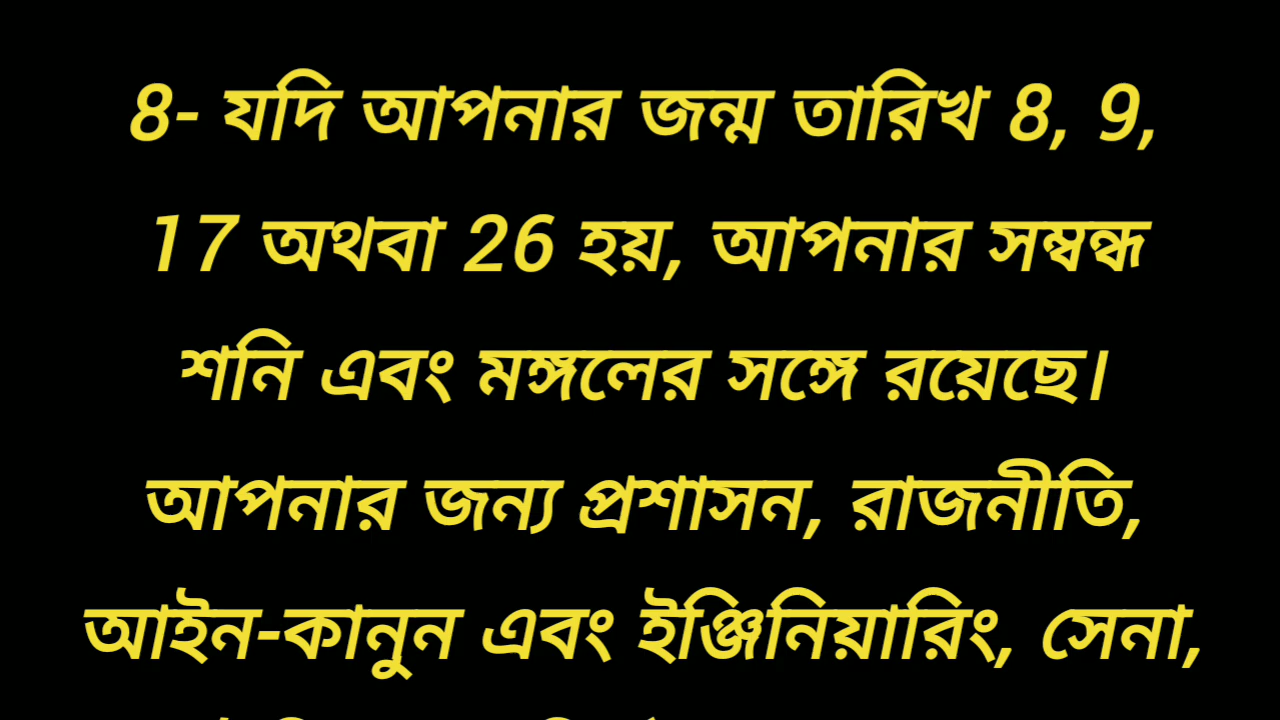 8- যদি আপনার জন্ম তারিখ 8, 9,
17 অথবা 26 হয়, আপনার সম্বন্ধ
শনি এবং মঙ্গলের সঙ্গে রয়েছে।
আপনার জন্য প্রশাসন, রাজনীতি,
আইন-কানুন এবং ইঞ্জিনিয়ারিং, সেনা,